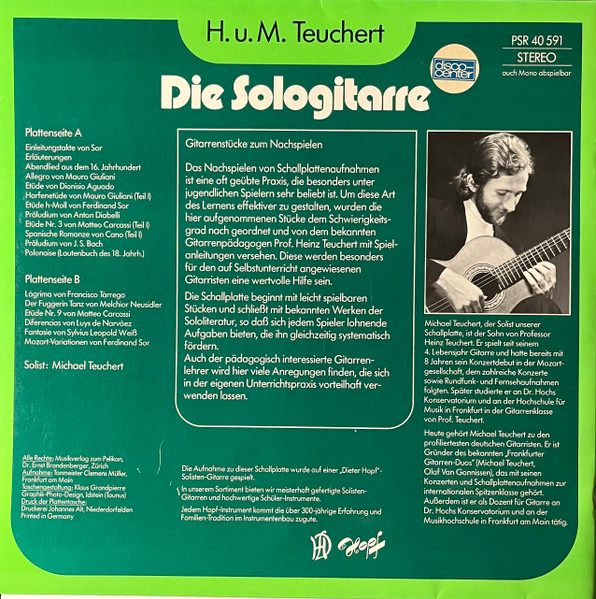 H. u. M. Teuchert
PSR 40 591
STEREO
auch Mono abspielbar
disco-
center
Die Sologitarre
Plattenseite A
Einleitungstakte von Sor
Erläuterungen
Abendlied aus dem 16. Jahrhundert
Allegro von Mauro Giuliani
Etüde von Dionisio Aguado
Harfenetüde von Mauro Giuliani (Teil I)
Etüde h-Moll von Ferdinand Sor
Präludium von Anton Diabelli
Etüde Nr. 3 von Matteo Carcassi (Teil I)
Spanische Romanze von Cano (Teil I)
Präludium von J. S. Bach
Polonaise (Lautenbuch des 18. Jahrh.)
Plattenseite B
Lágrima von Francisco Tárrega
Der Fuggerin Tanz von Melchior Neusidler
Etüde Nr. 9 von Matteo Carcassi
Diferencias von Luys de Narváez
Fantasie von Sylvius Leopold Weiß
Mozart-Variationen von Ferdinand Sor
Solist: Michael Teuchert
Gitarrenstücke zum Nachspielen
Das Nachspielen von Schallplattenaufnahmen
ist eine oft geübte Praxis, die besonders unter
jugendlichen Spielern sehr beliebt ist. Um diese Art
des Lernens effektiver zu gestalten, wurden die
hier aufgenommenen Stücke dem Schwierigkeits-
grad nach geordnet und von dem bekannten
Gitarrenpädagogen Prof. Heinz Teuchert mit Spiel-
anleitungen versehen. Diese werden besonders
für den auf Selbstunterricht angewiesenen
Gitarristen eine wertvolle Hilfe sein.
Die Schallplatte beginnt mit leicht spielbaren
Stücken und schließt mit bekannten Werken der
Sololiteratur, so daß sich jedem Spieler lohnende
Aufgaben bieten, die ihn gleichzeitig systematisch
fördern.
Auch der pädagogisch interessierte Gitarren-
lehrer wird hier viele Anregungen finden, die sich
in der eigenen Unterrichtspraxis vorteilhaft ver-
wenden lassen.
Michael Teuchert, der Solist unserer
Schallplatte, ist der Sohn von Professor
Heinz Teuchert. Er spielt seit seinem
4. Lebensjahr Gitarre und hatte bereits mit
8 Jahren sein Konzertdebut in der Mozart-
gesellschaft, dem zahlreiche Konzerte
sowie Rundfunk- und Fernsehaufnahmen
folgten. Später studierte er an Dr. Hochs
Konservatorium und an der Hochschule für
Musik in Frankfurt in der Gitarrenklasse
von Prof. Teuchert.
Heute gehört Michael Teuchert zu den
profiliertesten deutschen Gitarristen. Er ist
Gründer des bekannten „Frankfurter
Gitarren-Duos“ (Michael Teuchert,
Olaf Van Gonnissen), das mit seinen
Konzerten und Schallplattenaufnahmen zur
internationalen Spitzenklasse gehört.
Außerdem ist er als Dozent für Gitarre an
Dr. Hochs Konservatorium und an der
Musikhochschule in Frankfurt am Main tätig.
Alle Rechte: Musikverlag zum Pelikan,
Dr. Ernst Brandenberger, Zürich
Aufnahme: Tonmeister Clemens Müller,
Frankfurt am Main
Taschengestaltung: Klaus Grandpierre
Graphik-Photo-Design, Idstein (Taunus)
Druck der Plattentasche:
Druckerei Johannes Alt, Niederdorfelden
Printed in Germany
Die Aufnahme zu dieser Schallplatte wurde auf einer „Dieter Hopf“-
Solisten-Gitarre gespielt.
In unserem Sortiment bieten wir meisterhaft gefertigte Solisten-
Gitarren und hochwertige Schüler-Instrumente.
Jedem Hopf-Instrument kommt die über 300-jährige Erfahrung und
Familien-Tradition im Instrumentenbau zugute.
Hopf